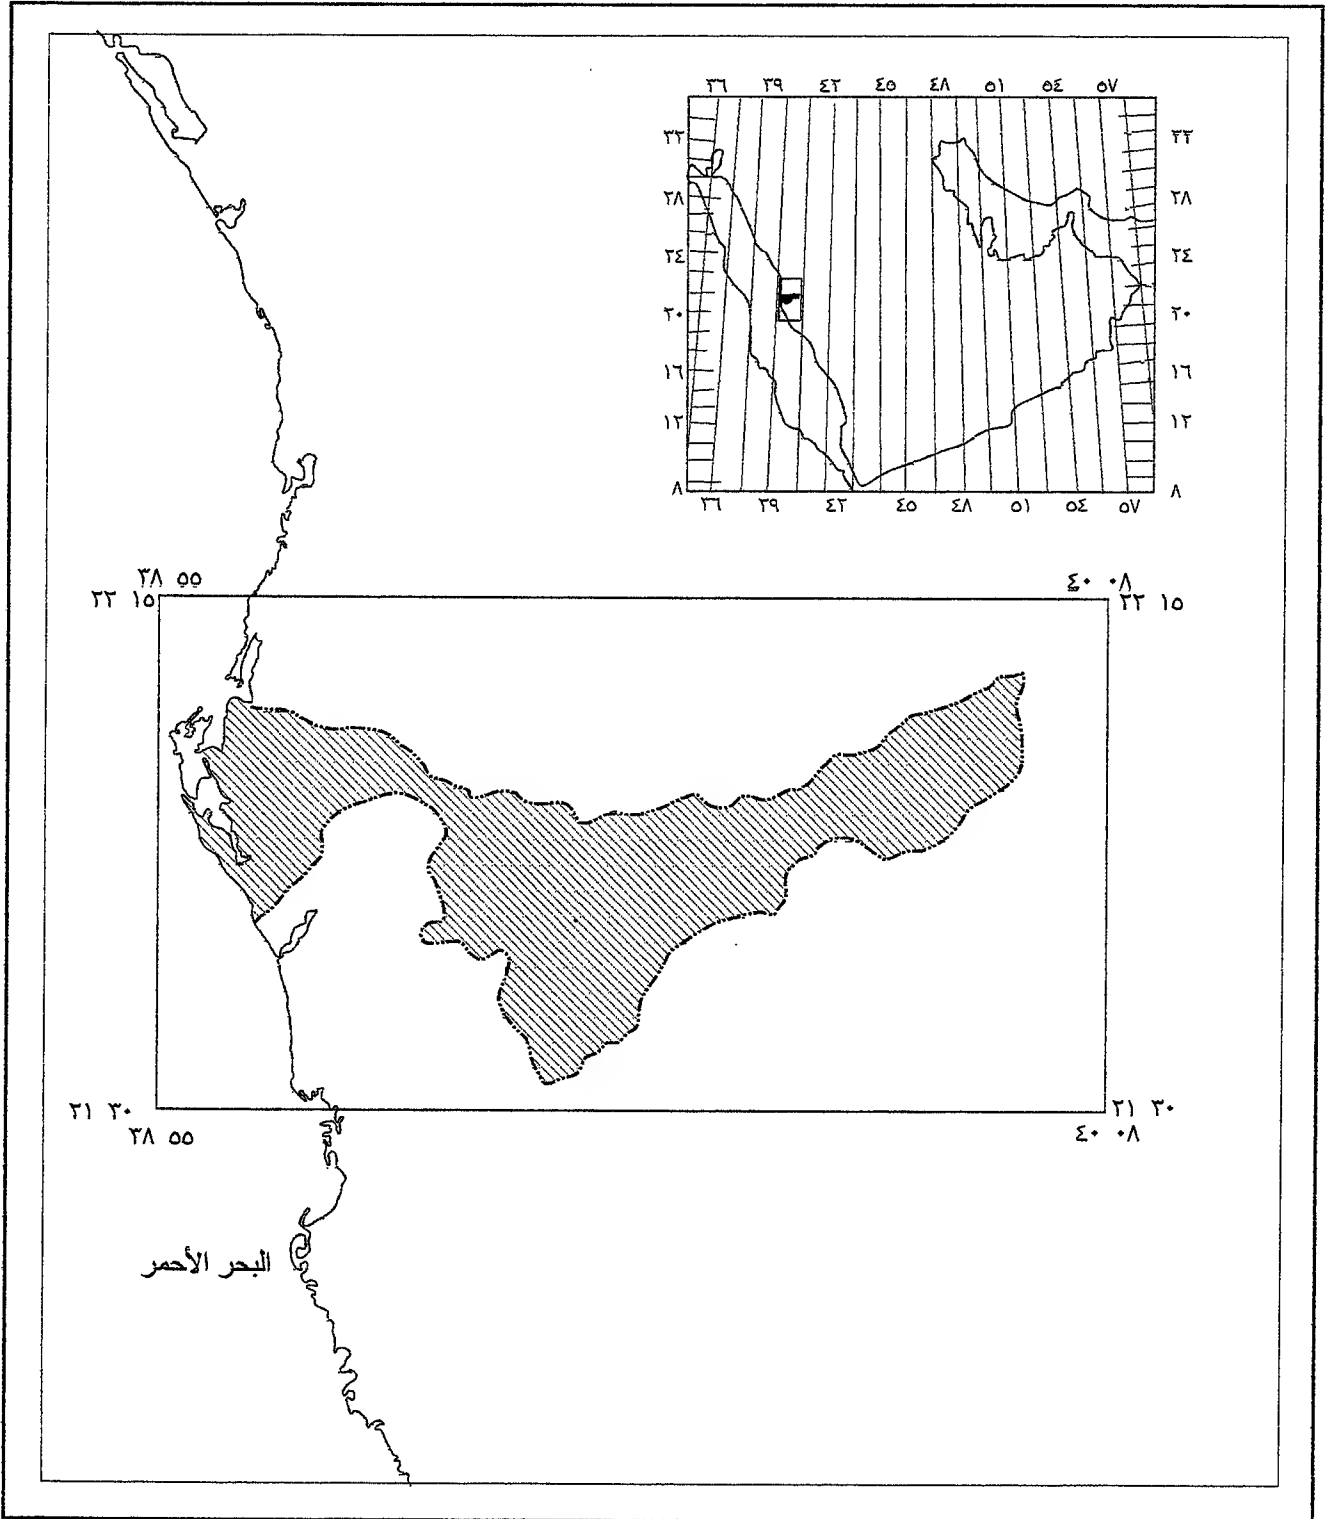 ٣٦ ٣٩ ٤٢ ٤٥ ٤٨ ٥١ ٥٤ ٥٧
٣٢ ٣٢
٢٨ ٢٨
٢٤ ٢٤
٢٠ ٢٠
١٦ ١٦
١٢ ١٢
٨ ٨
٣٦ ٣٩ ٤٢ ٤٥ ٤٨ ٥١ ٥٤ ٥٧
٣٨ ٥٥ ٤٠ ٠٨
٢٢ ١٥ ٢٢ ١٥
٢١ ٣٠ ٢١ ٣٠
٣٨ ٥٥ ٤٠ ٠٨
البحر الأحمر